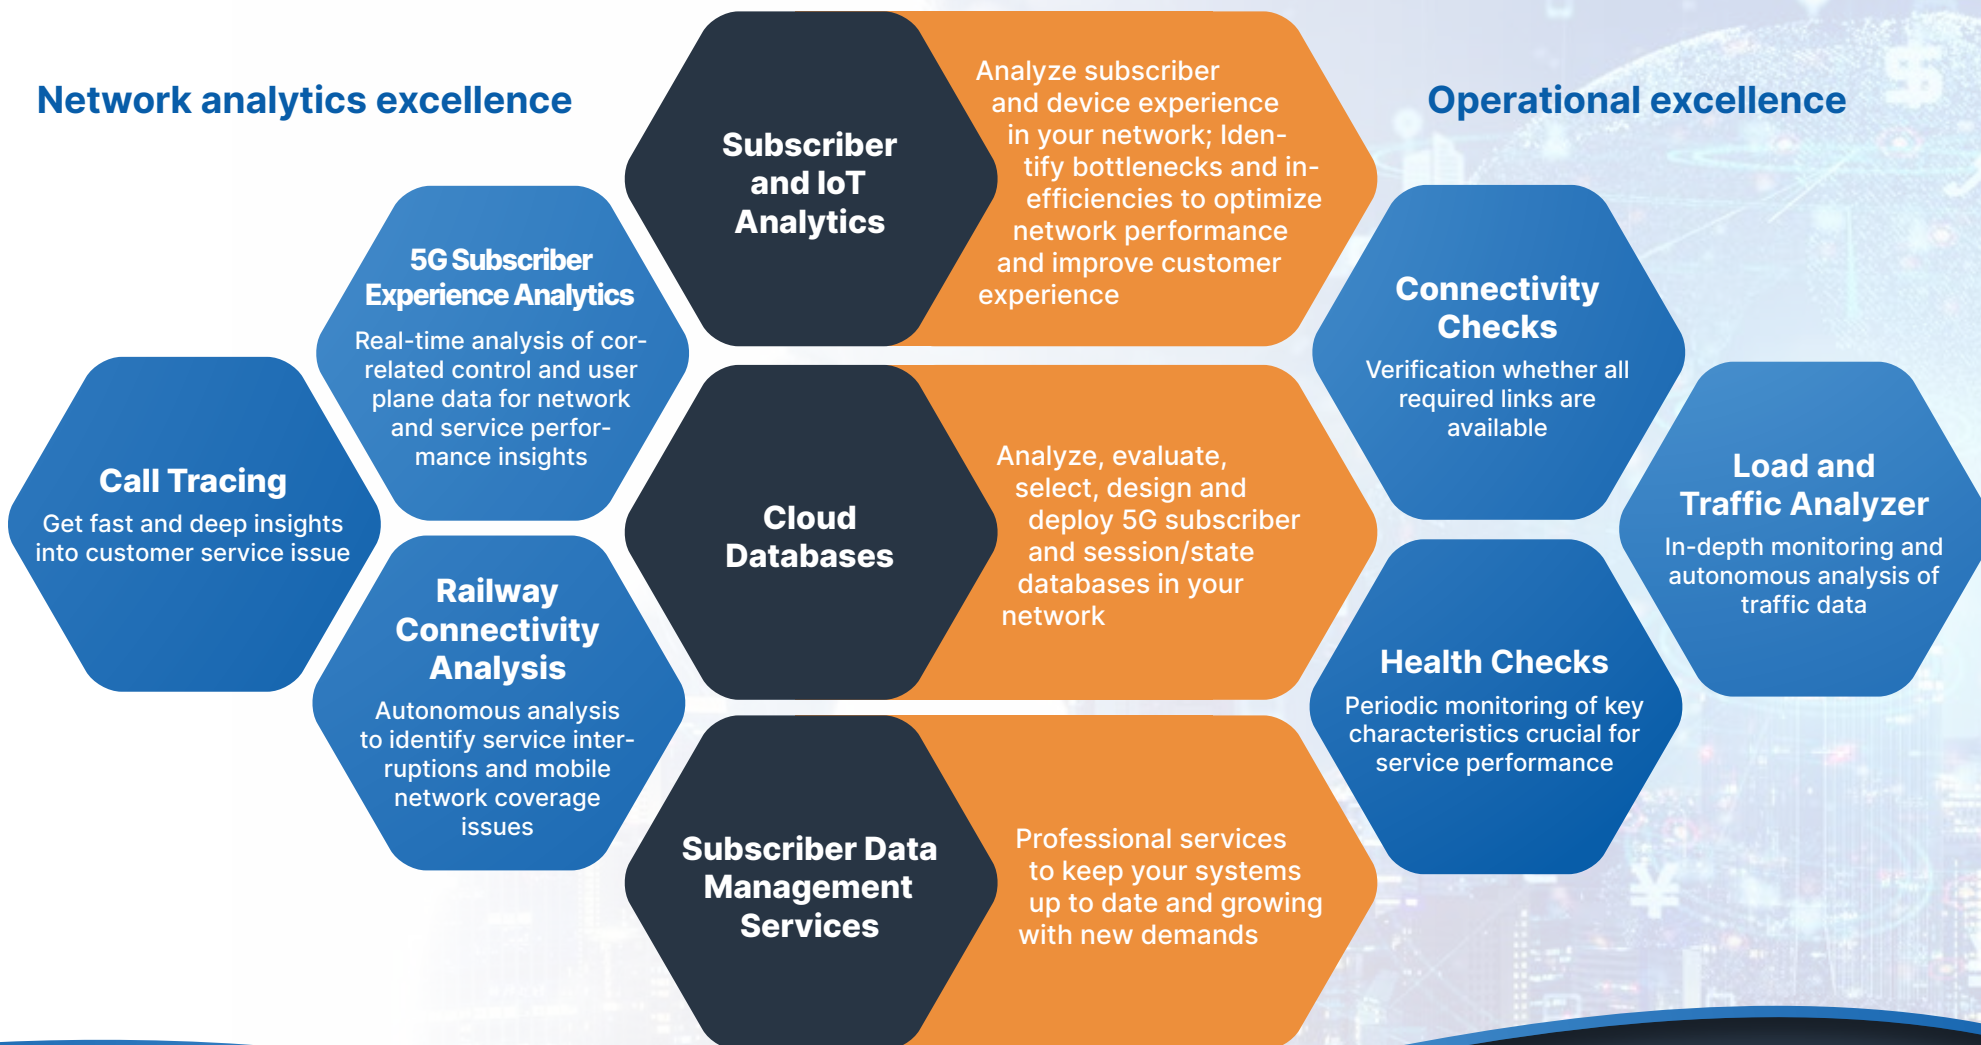 Network analytics excellence
Operational excellence
Subscriber
and IoT
Analytics
Analyze subscriber
and device experience
in your network; Iden-
tify bottlenecks and in-
efficiencies to optimize
network performance
and improve customer
experience
5G Subscriber
Experience Analytics
Real-time analysis of cor-
related control and user
plane data for network
and service perfor-
mance insights
Call Tracing
Get fast and deep insights
into customer service issue
Railway
Connectivity
Analysis
Autonomous analysis
to identify service inter-
ruptions and mobile
network coverage
issues
Cloud
Databases
Analyze, evaluate,
select, design and
deploy 5G subscriber
and session/state
databases in your
network
Subscriber Data
Management
Services
Professional services
to keep your systems
up to date and growing
with new demands
Connectivity
Checks
Verification whether all
required links are
available
Load and
Traffic Analyzer
In-depth monitoring and
autonomous analysis of
traffic data
Health Checks
Periodic monitoring of key
characteristics crucial for
service performance
$
¥